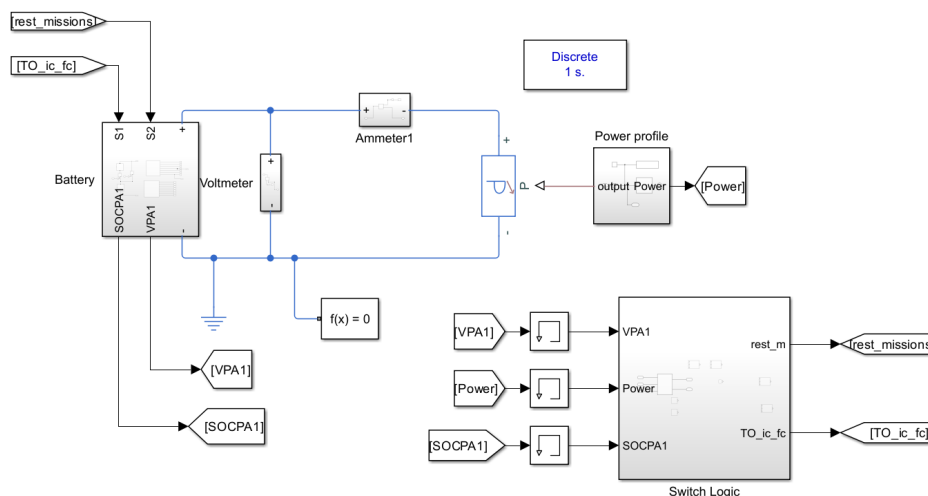 [rest_missions]
[TO_ic_fc]
Discrete
1 s.
S1
S2
+
-
SOCPA1
VPA1
Battery
+
-
Voltmeter
+
-
Ammeter1
+
-
P
Power profile
output
Power
[Power]
f(x) = 0
[VPA1]
[SOCPA1]
[VPA1]
[Power]
[SOCPA1]
VPA1
Power
SOCPA1
rest_m
TO_ic_fc
[rest_missions
[TO_ic_fc]
Switch Logic